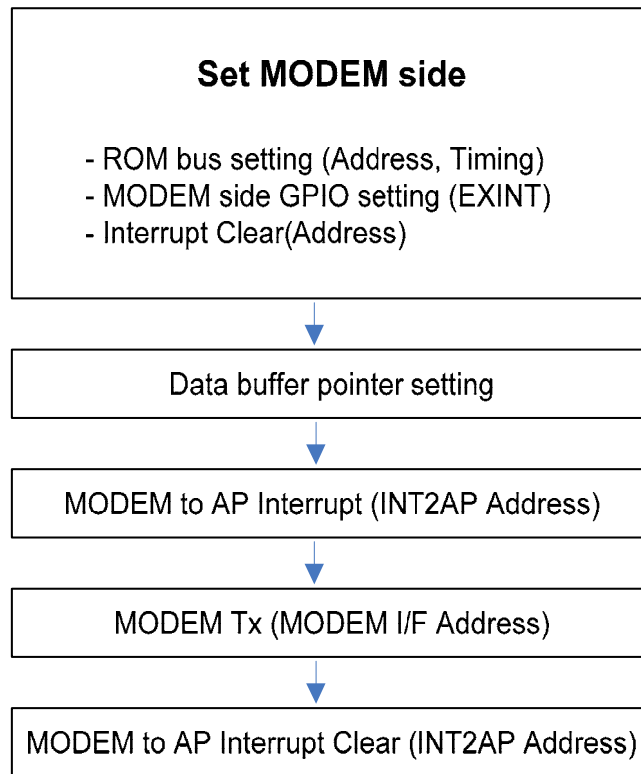 Set MODEM side
- ROM bus setting (Address, Timing)
- MODEM side GPIO setting (EXINT)
- Interrupt Clear(Address)
Data buffer pointer setting
MODEM to AP Interrupt (INT2AP Address)
MODEM Tx (MODEM I/F Address)
MODEM to AP Interrupt Clear (INT2AP Address)